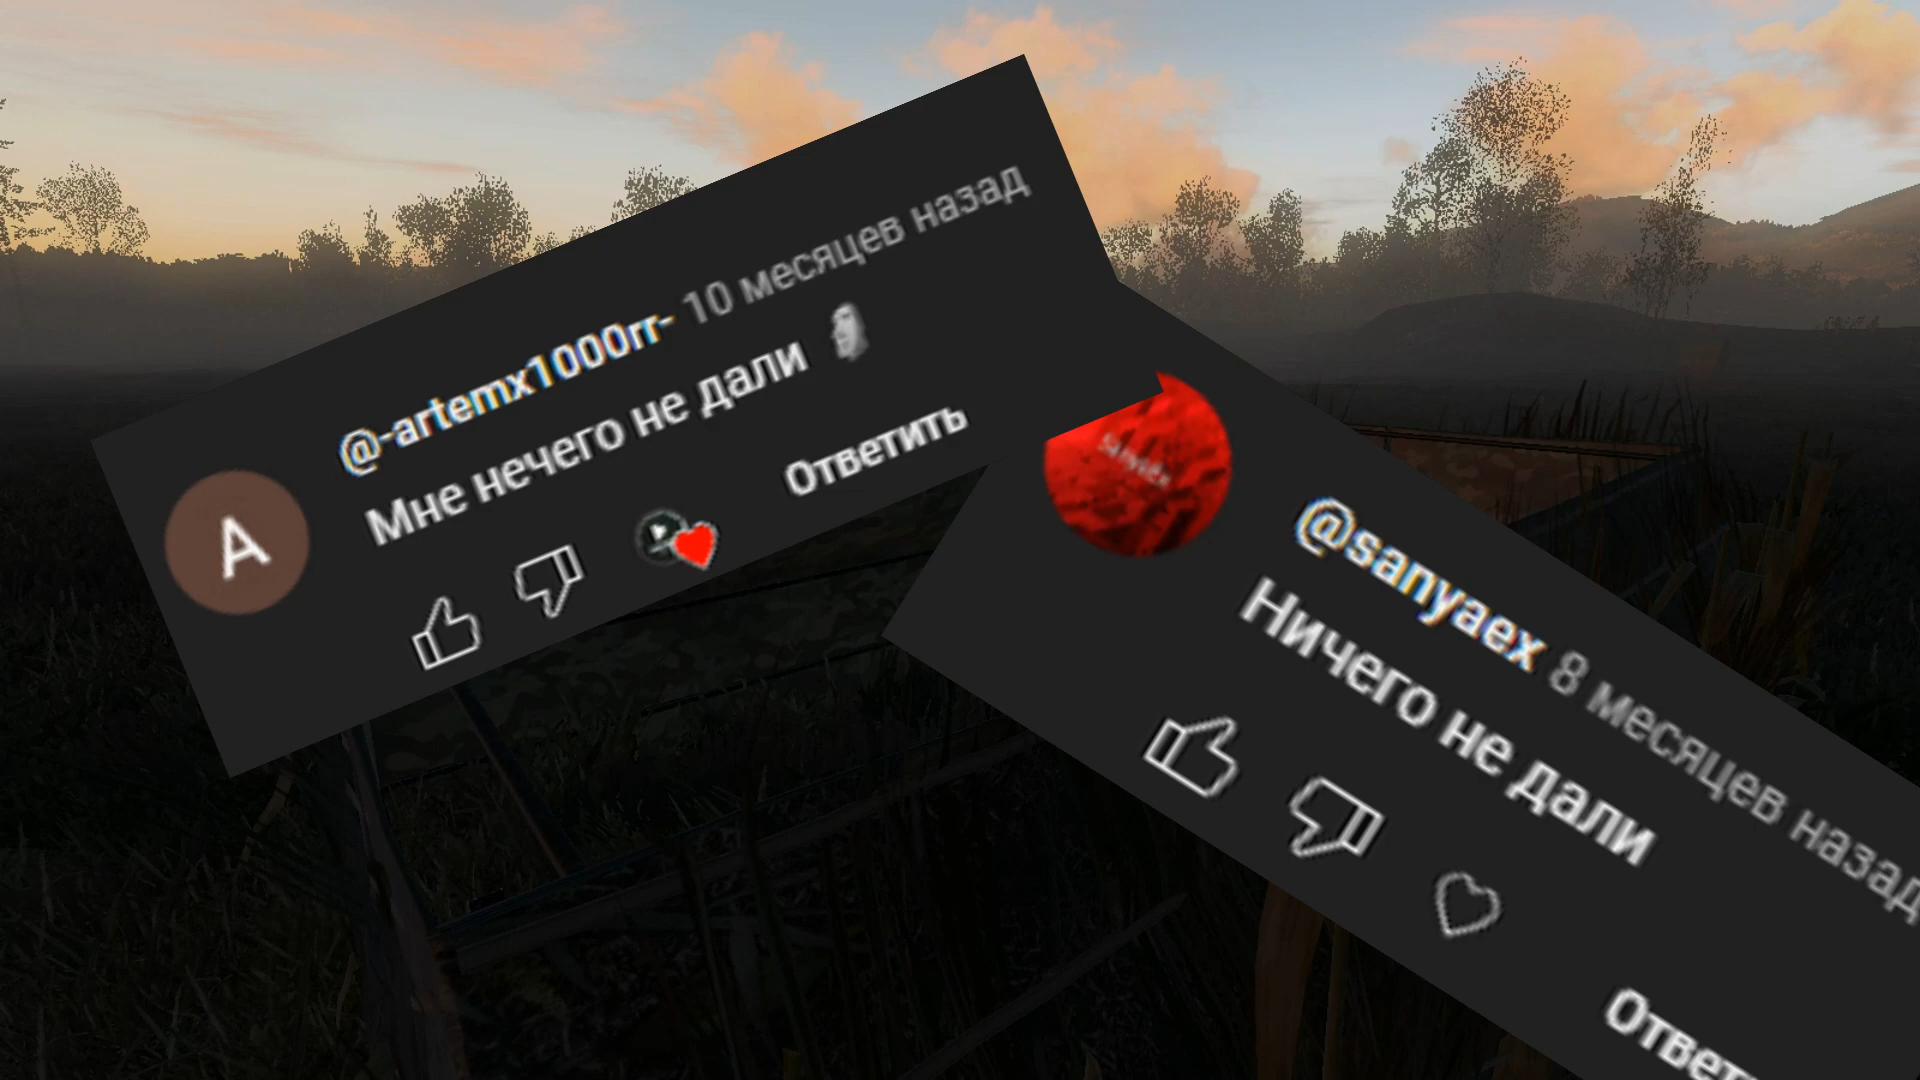 @-artemx1000rr- 10 месяцев назад
Мне нечего не дали
Ответить
A
@sanyaex 8 месяцев назад
Ничего не дали
Ответ